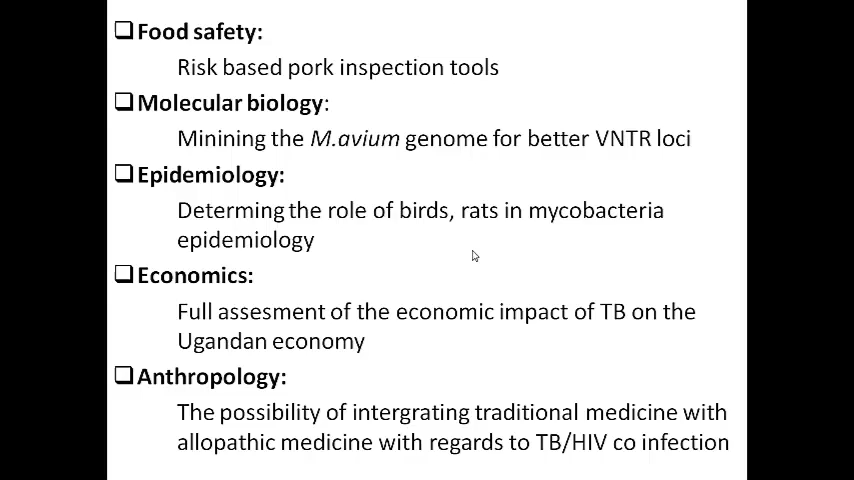 ❑Food safety:
Risk based pork inspection tools
❑Molecular biology:
Minining the M.avium genome for better VNTR loci
❑Epidemiology:
Determing the role of birds, rats in mycobacteria
epidemiology
❑Economics:
Full assesment of the economic impact of TB on the
Ugandan economy
❑Anthropology:
The possibility of intergrating traditional medicine with
allopathic medicine with regards to TB/HIV co infection